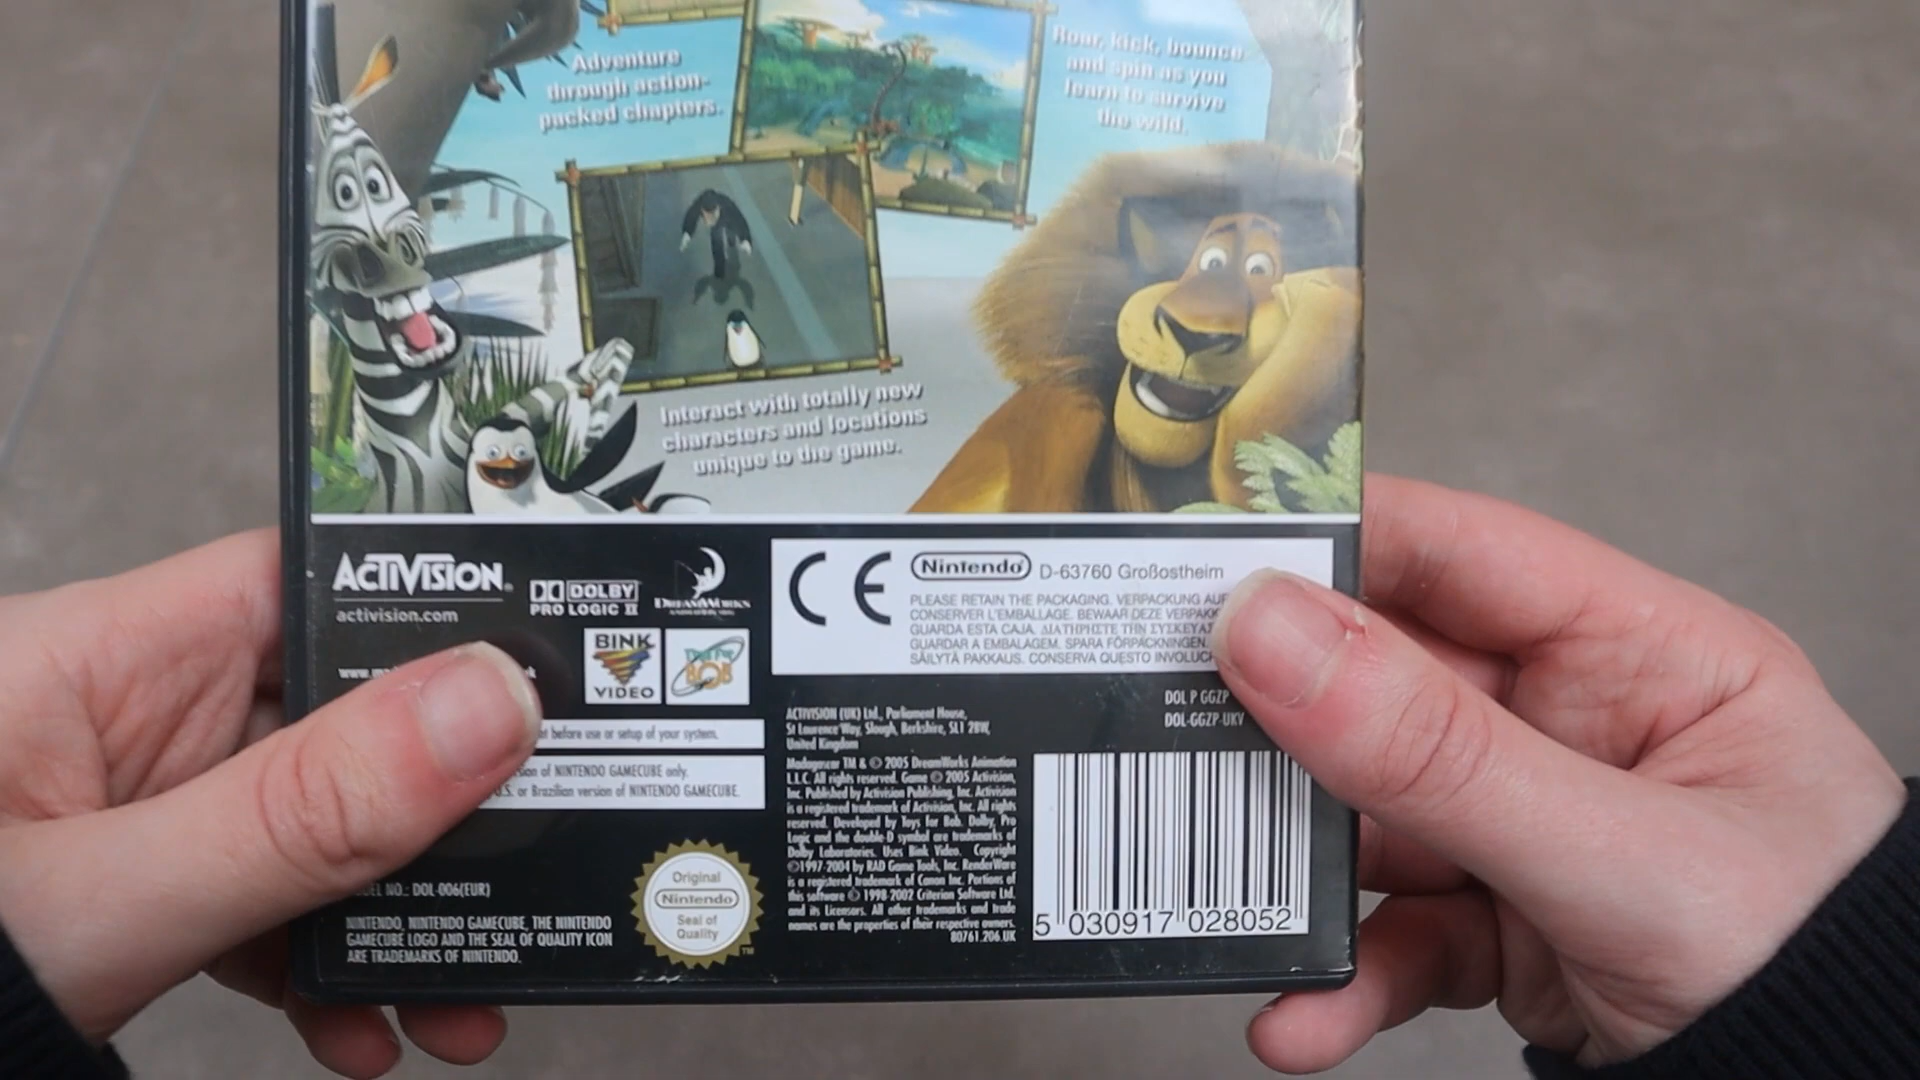 Adventure
through action-
packed chapters.
Roar, kick, bounce
and spin as you
learn to survive
the wild.
Interact with totally new
characters and locations
unique to the game.
ACTIVISION
activision.com
DOLBY
PRO LOGIC II
DREAMWORKS
BINK
VIDEO
Toys For
BOB
www.
before use or setup of your system.
of NINTENDO GAMECUBE only.
U.S. or Brazilian version of NINTENDO GAMECUBE.
NO.: DOL-006(EUR)
NINTENDO, NINTENDO GAMECUBE, THE NINTENDO
GAMECUBE LOGO AND THE SEAL OF QUALITY ICON
ARE TRADEMARKS OF NINTENDO.
Original
Nintendo
Seal of
Quality
TM
CE
Nintendo D-63760 Großostheim
PLEASE RETAIN THE PACKAGING. VERPACKUNG
CONSERVER L'EMBALLAGE. BEWAAR DEZE
GUARDA ESTA CAJA. ΔΙΑΤΗΡΗΣΤΕ ΤΗΝ
GUARDAR A EMBALAGEM. SPARA FÖRPACKNINGEN.
SÄILYTÄ PAKKAUS. CONSERVA QUESTO
ACTIVISION (UK) Ltd., Parliament House,
St Laurence Way, Slough, Berkshire, SL1 2BW,
United Kingdom
DOL P GGZP
DOL-GGZP-UKV
Madagascar TM & © 2005 DreamWorks Animation
L.L.C. All rights reserved. Game © 2005 Activision,
Inc. Published by Activision Publishing, Inc. Activision
is a registered trademark of Activision, Inc. All rights
reserved. Developed by Toys for Bob. Dolby, Pro
Logic and the double-D symbol are trademarks of
Dolby Laboratories. Uses Bink Video. Copyright
©1997-2004 by RAD Game Tools, Inc. RenderWare
is a registered trademark of Canon Inc. Portions of
this software © 1998-2002 Criterion Software Ltd.
and its Licensors. All other trademarks and trade
names are the properties of their respective owners.
80761.206.UK
5 030917 028052